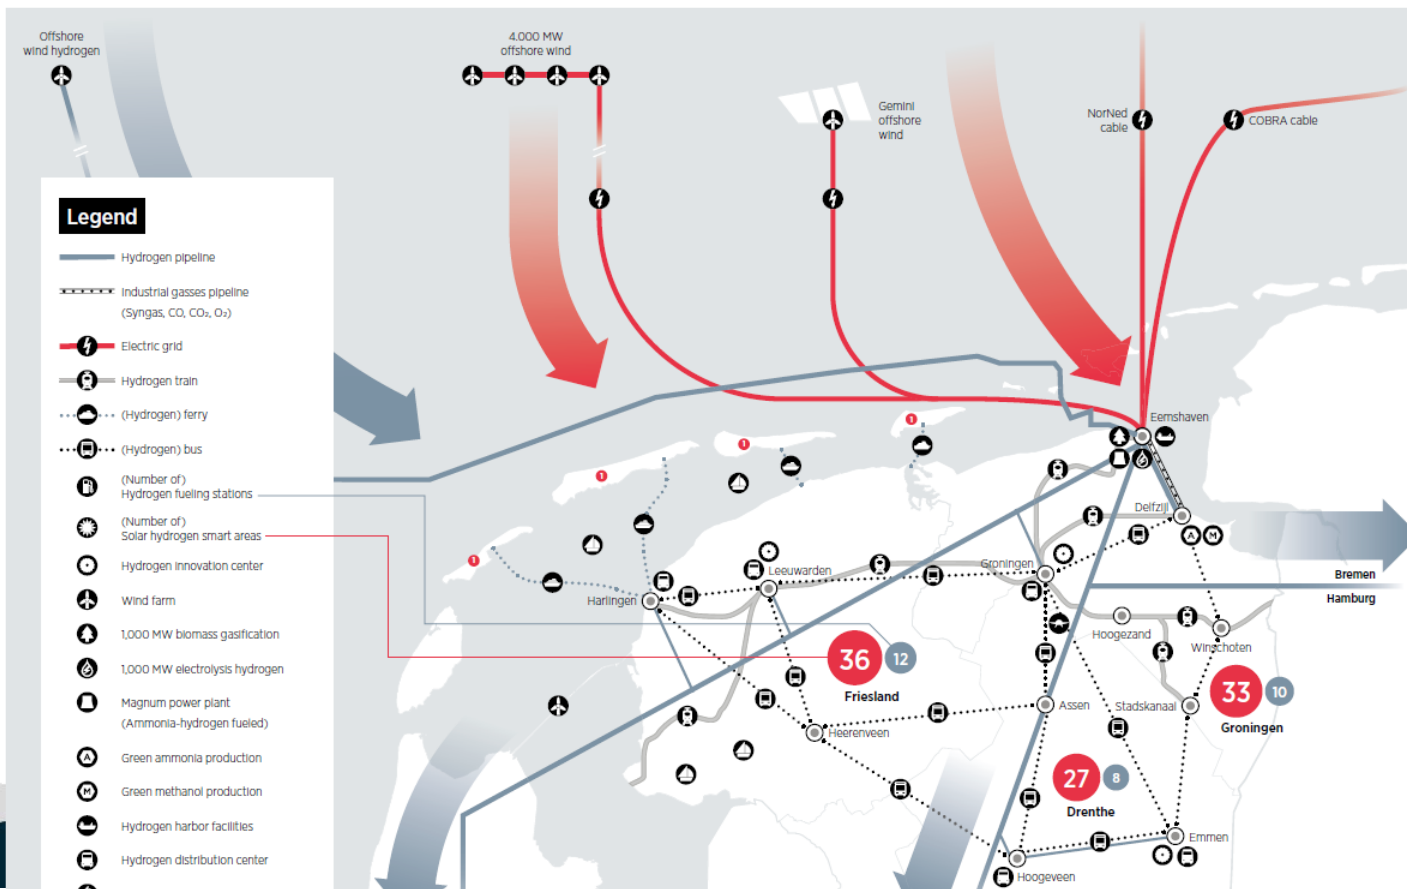 Offshore
wind hydrogen
4.000 MW
offshore wind
Gemini
offshore
wind
NorNed
cable
COBRA cable
Legend
Hydrogen pipeline
Industrial gasses pipeline
(Syngas, CO, CO₂, O₂)
Electric grid
Hydrogen train
(Hydrogen) ferry
(Hydrogen) bus
(Number of)
Hydrogen fueling stations
(Number of)
Solar hydrogen smart areas
Hydrogen innovation center
Wind farm
1,000 MW biomass gasification
1,000 MW electrolysis hydrogen
Magnum power plant
(Ammonia-hydrogen fueled)
A
Green ammonia production
M
Green methanol production
Hydrogen harbor facilities
Hydrogen distribution center
1
1
1
1
Eemshaven
Delfzijl
A M
Groningen
Leeuwarden
Harlingen
Bremen
Hamburg
Hoogezand
Winschoten
36 12
Friesland
33 10
Groningen
Assen
Stadskanaal
Heerenveen
27 8
Drenthe
Emmen
Hoogeveen